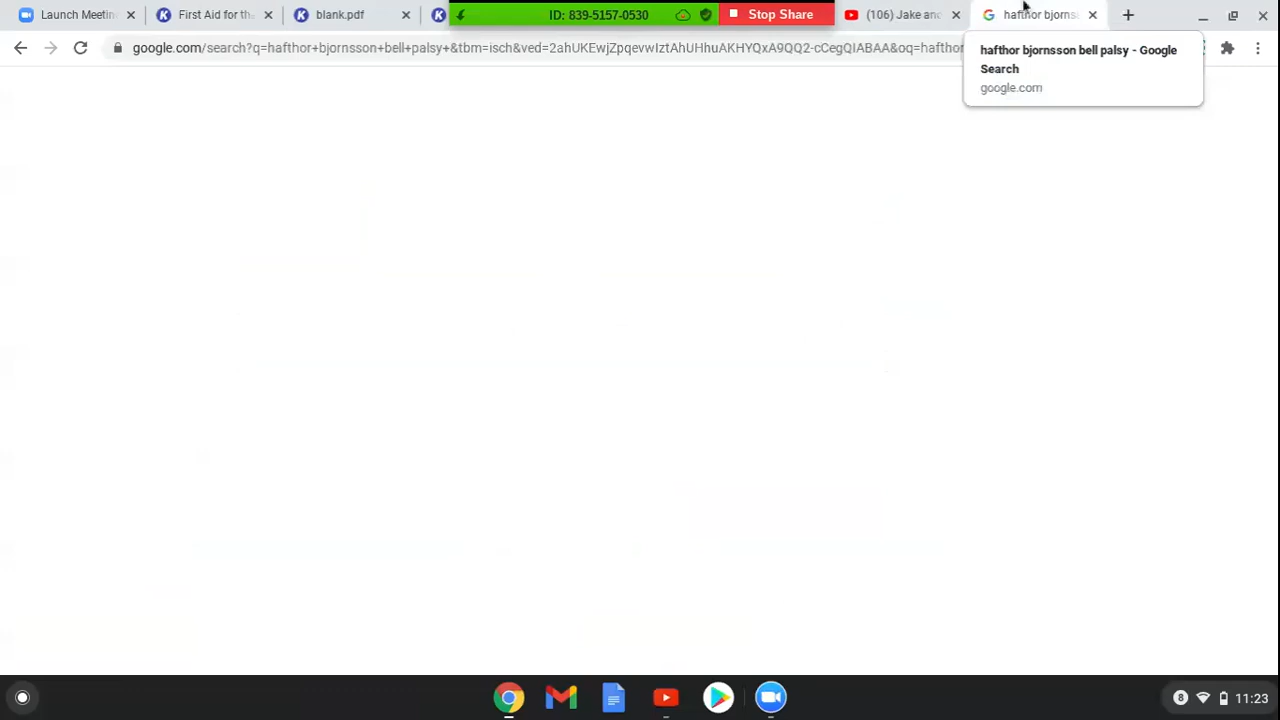 Launch Meetin
First Aid for th
blank.pdf
ID: 839-5157-0530
Stop Share
(106) Jake and
hafthor bjorns
google.com/search?q=hafthor+bjornsson+bell+palsy+&tbm=isch&ved=2ahUKEwjZpqevwIztAhUHhuAKHYQxA9QQ2-cCegQIABAA&oq=hafthor
hafthor bjornsson bell palsy - Google
Search
google.com
8
11:23